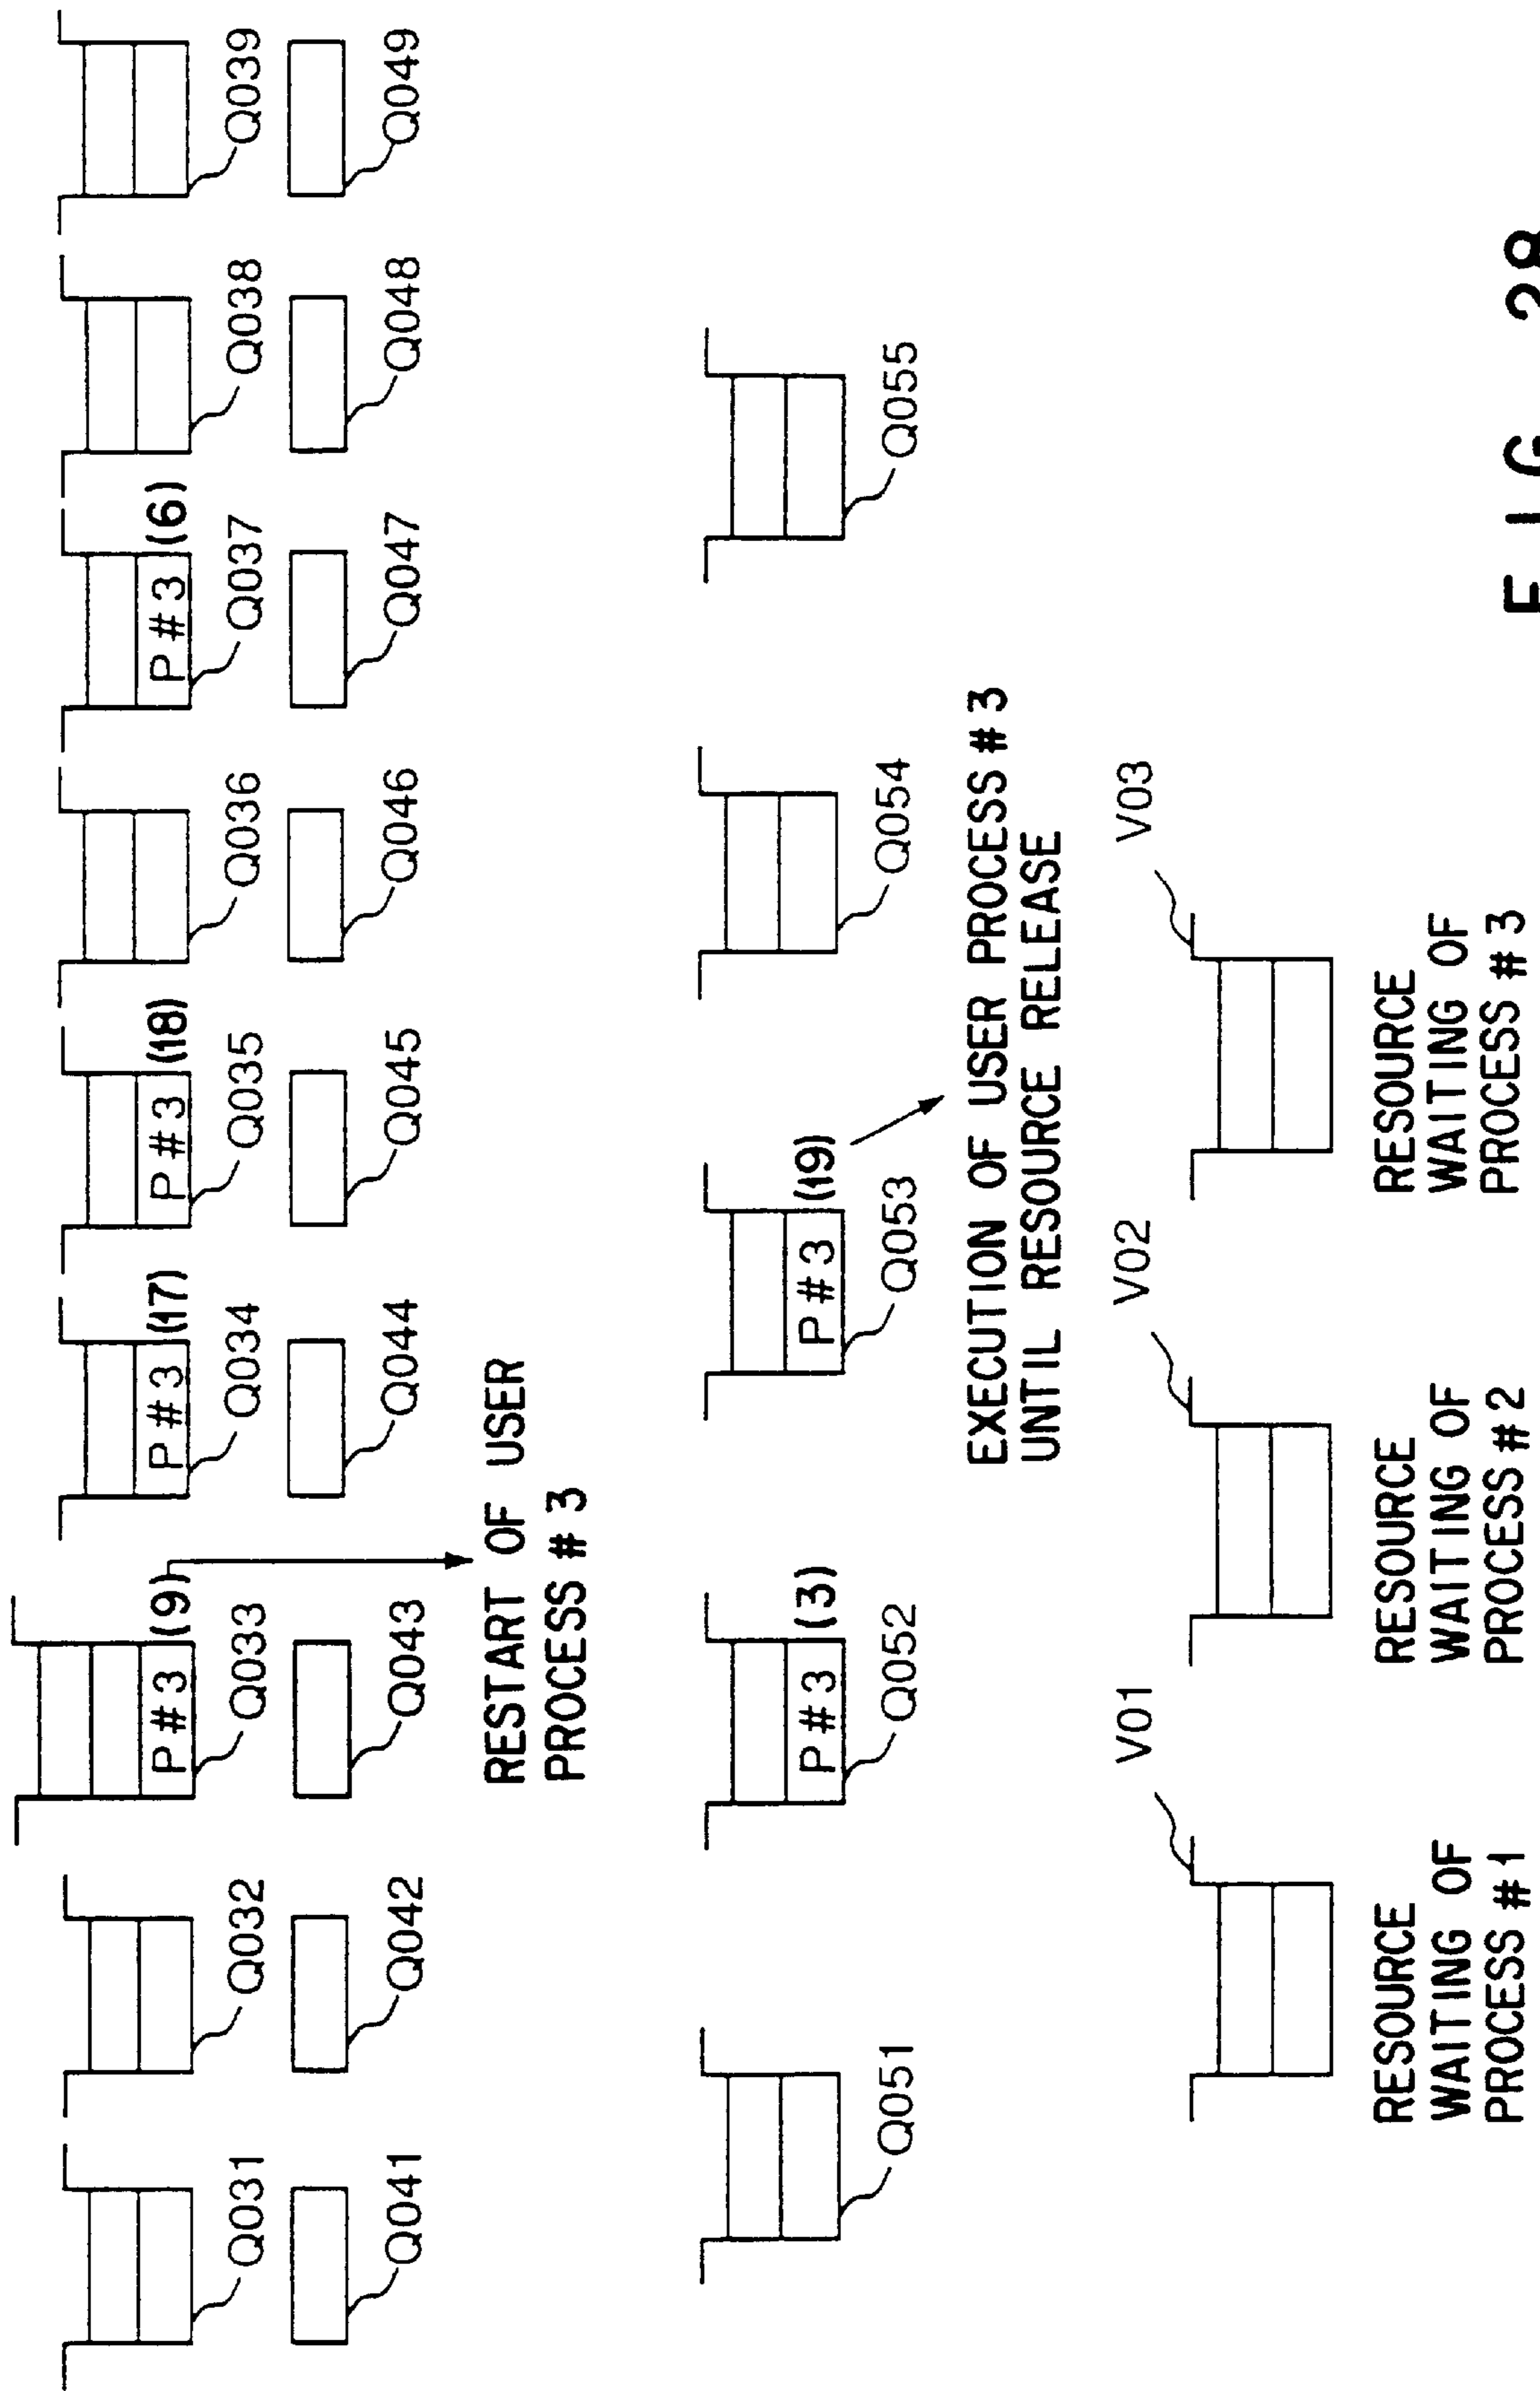 P#3 (9)
P#3 (17)
P#3 (18)
P#3 (6)
Q031
Q032
Q033
Q034
Q035
Q036
Q037
Q038
Q039
Q041
Q042
Q043
Q044
Q045
Q046
Q047
Q048
Q049
RESTART OF USER
PROCESS #3
P#3 (3)
P#3 (19)
Q051
Q052
Q053
Q054
Q055
EXECUTION OF USER PROCESS #3
UNTIL RESOURCE RELEASE
V01
V02
V03
RESOURCE
WAITING OF
PROCESS #1
RESOURCE
WAITING OF
PROCESS #2
RESOURCE
WAITING OF
PROCESS #3
FIG. 28